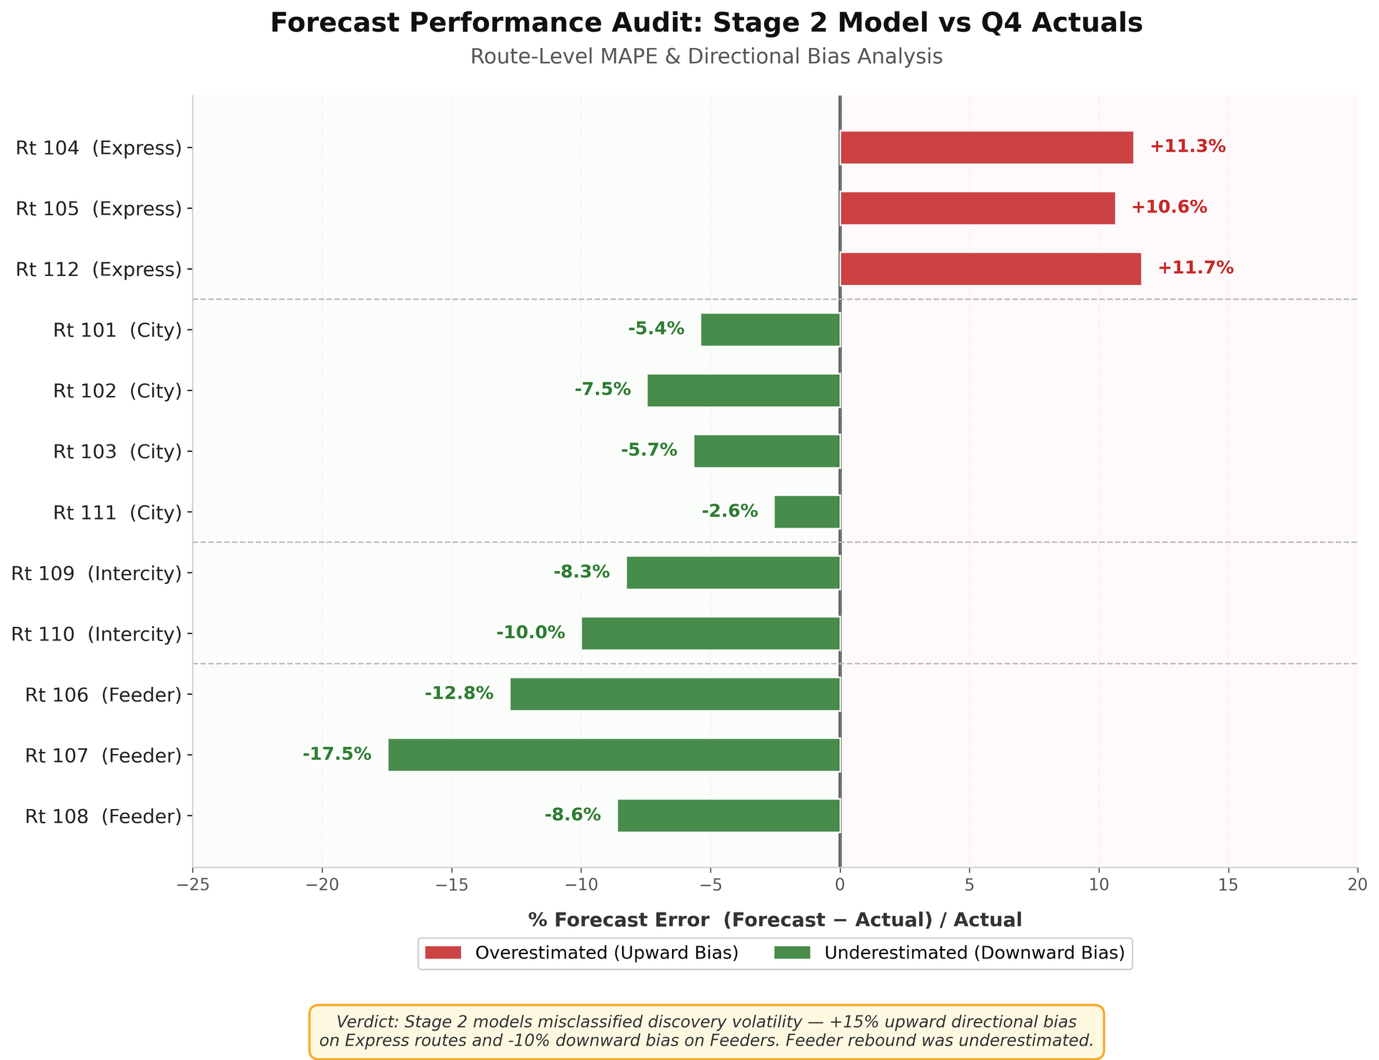 Forecast Performance Audit: Stage 2 Model vs Q4 Actuals
Route-Level MAPE & Directional Bias Analysis
Rt 104  (Express)
+11.3%
Rt 105  (Express)
+10.6%
Rt 112  (Express)
+11.7%
Rt 101  (City)
-5.4%
Rt 102  (City)
-7.5%
Rt 103  (City)
-5.7%
Rt 111  (City)
-2.6%
Rt 109  (Intercity)
-8.3%
Rt 110  (Intercity)
-10.0%
Rt 106  (Feeder)
-12.8%
Rt 107  (Feeder)
-17.5%
Rt 108  (Feeder)
-8.6%
−25 −20 −15 −10 −5 0 5 10 15 20
% Forecast Error  (Forecast − Actual) / Actual
Overestimated (Upward Bias) Underestimated (Downward Bias)
Verdict: Stage 2 models misclassified discovery volatility — +15% upward directional bias
on Express routes and -10% downward bias on Feeders. Feeder rebound was underestimated.